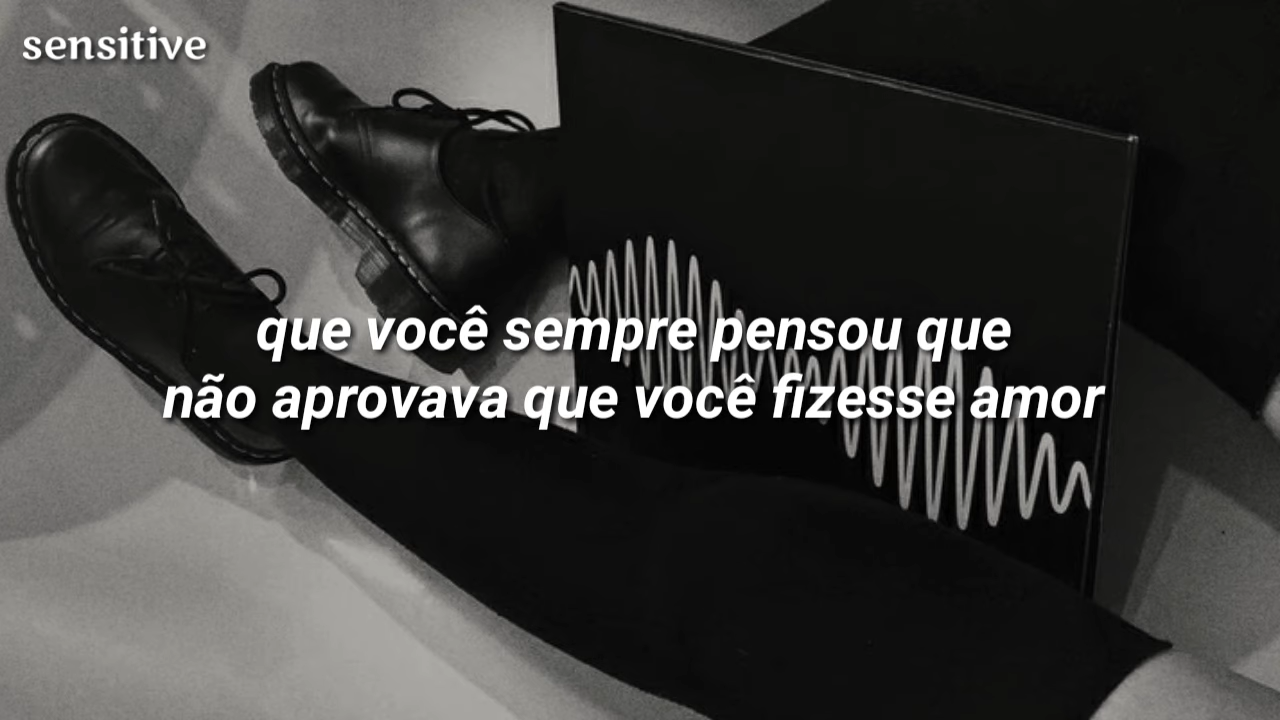 sensitive
que você sempre pensou que
não aprovava que você fizesse amor